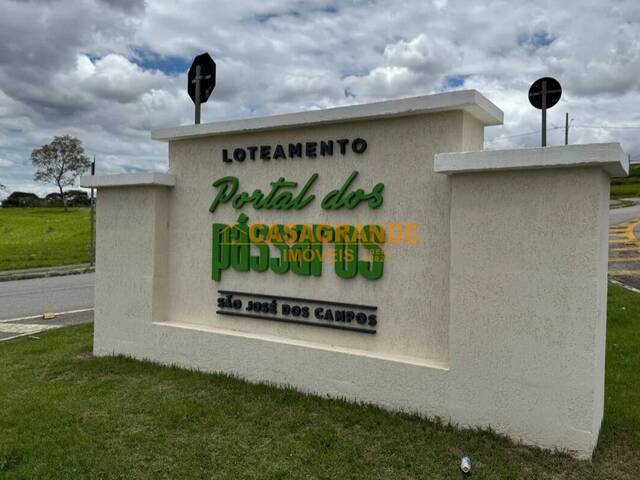 LOTEAMENTO
Portal dos
pássaros
CASAGRANDE
IMÓVEIS
SÃO JOSÉ DOS CAMPOS